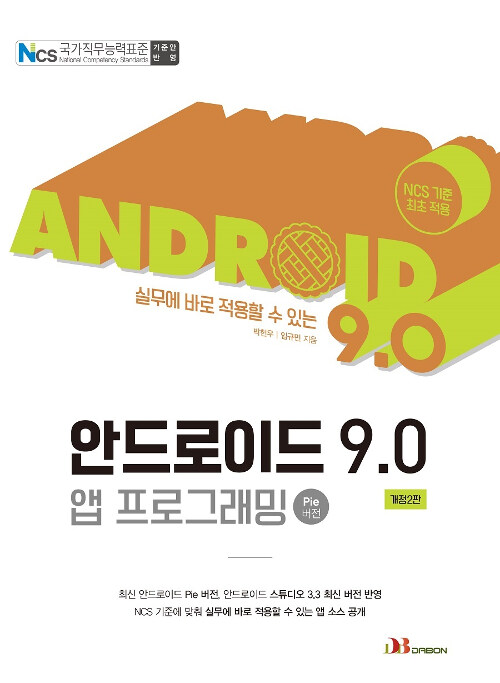 NCS 국가직무능력표준 기준안
National Competency Standards 반 영
NCS 기준
최초 적용
ANDROID
실무에 바로 적용할 수 있는
박헌우 | 임규빈 지음
9.0
안드로이드 9.0
앱 프로그래밍 Pie 버전
개정2판
최신 안드로이드 Pie 버전, 안드로이드 스튜디오 3.3 최신 버전 반영
NCS 기준에 맞춰 실무에 바로 적용할 수 있는 앱 소스 공개
DB DABON